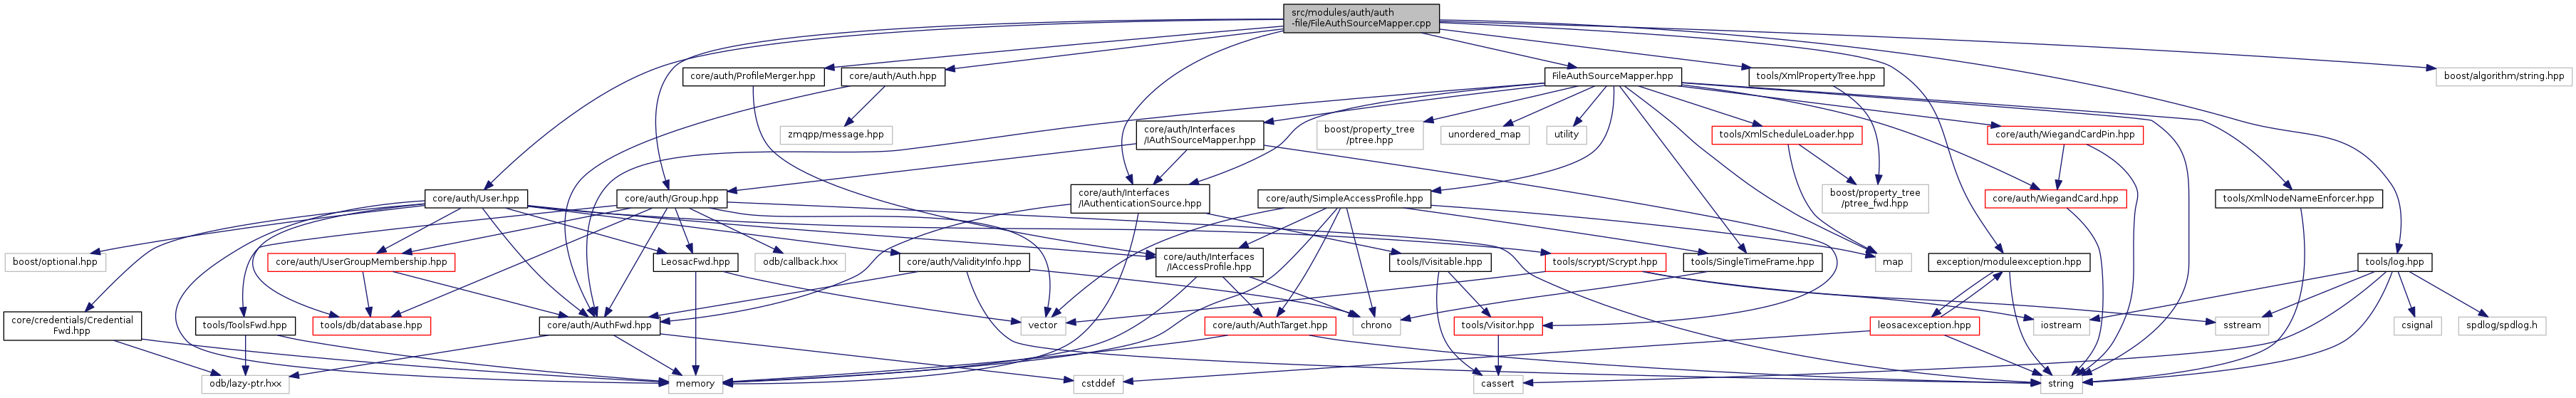 src/modules/auth/auth
-file/FileAuthSourceMapper.cpp
core/auth/ProfileMerger.hpp
core/auth/Auth.hpp
FileAuthSourceMapper.hpp
tools/XmlPropertyTree.hpp
boost/algorithm/string.hpp
zmqpp/message.hpp
core/auth/Interfaces
/IAuthSourceMapper.hpp
boost/property_tree
/ptree.hpp
unordered_map
utility
tools/XmlScheduleLoader.hpp
core/auth/WiegandCardPin.hpp
core/auth/User.hpp
core/auth/Group.hpp
core/auth/Interfaces
/IAuthenticationSource.hpp
core/auth/SimpleAccessProfile.hpp
boost/property_tree
/ptree_fwd.hpp
core/auth/WiegandCard.hpp
tools/XmlNodeNameEnforcer.hpp
boost/optional.hpp
core/auth/UserGroupMembership.hpp
LeosacFwd.hpp
odb/callback.hxx
core/auth/ValidityInfo.hpp
core/auth/Interfaces
/IAccessProfile.hpp
tools/IVisitable.hpp
tools/scrypt/Scrypt.hpp
tools/SingleTimeFrame.hpp
map
exception/moduleexception.hpp
tools/log.hpp
core/credentials/Credential
Fwd.hpp
tools/ToolsFwd.hpp
tools/db/database.hpp
core/auth/AuthFwd.hpp
vector
core/auth/AuthTarget.hpp
chrono
tools/Visitor.hpp
leosacexception.hpp
iostream
sstream
csignal
spdlog/spdlog.h
odb/lazy-ptr.hxx
memory
cstddef
cassert
string